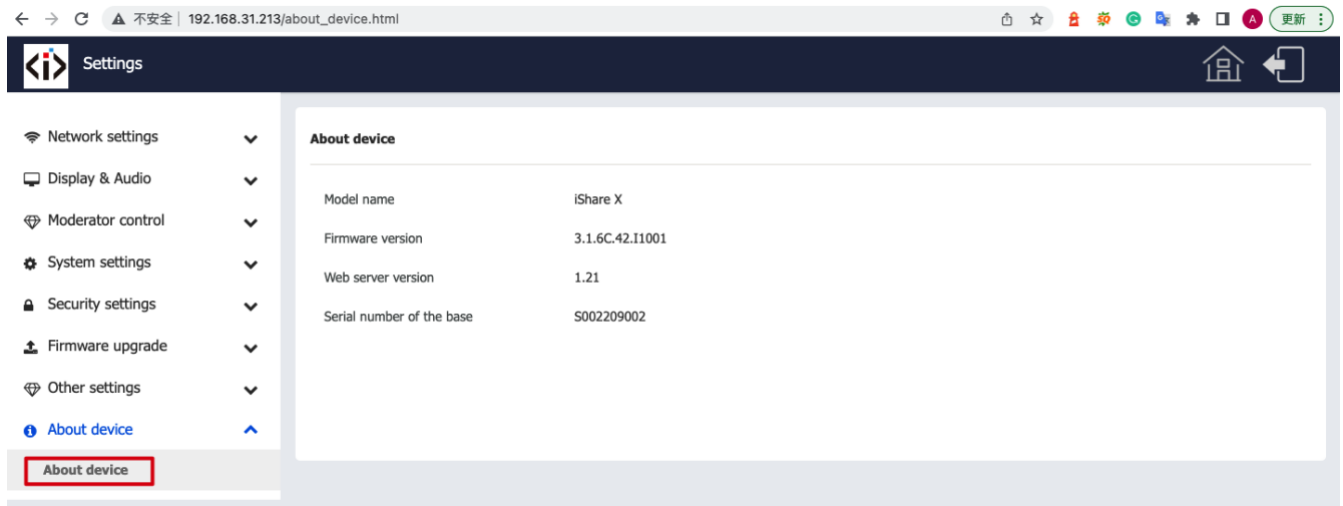 不安全 192.168.31.213/about_device.html
A 更新
<i> Settings
Network settings
Display & Audio
Moderator control
System settings
Security settings
Firmware upgrade
Other settings
About device
About device
About device
Model name iShare X
Firmware version 3.1.6C.42.I1001
Web server version 1.21
Serial number of the base S002209002